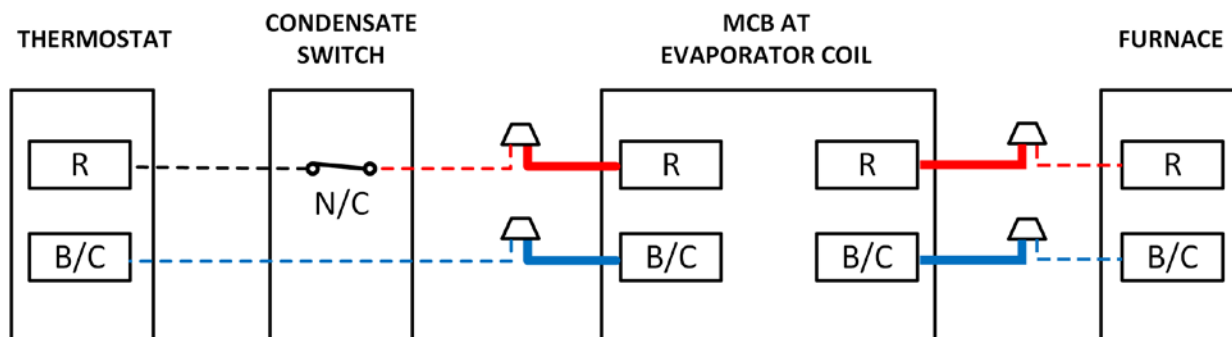 THERMOSTAT
CONDENSATE
SWITCH
MCB AT
EVAPORATOR COIL
FURNACE
R
N/C
R
R
R
B/C
B/C
B/C
B/C